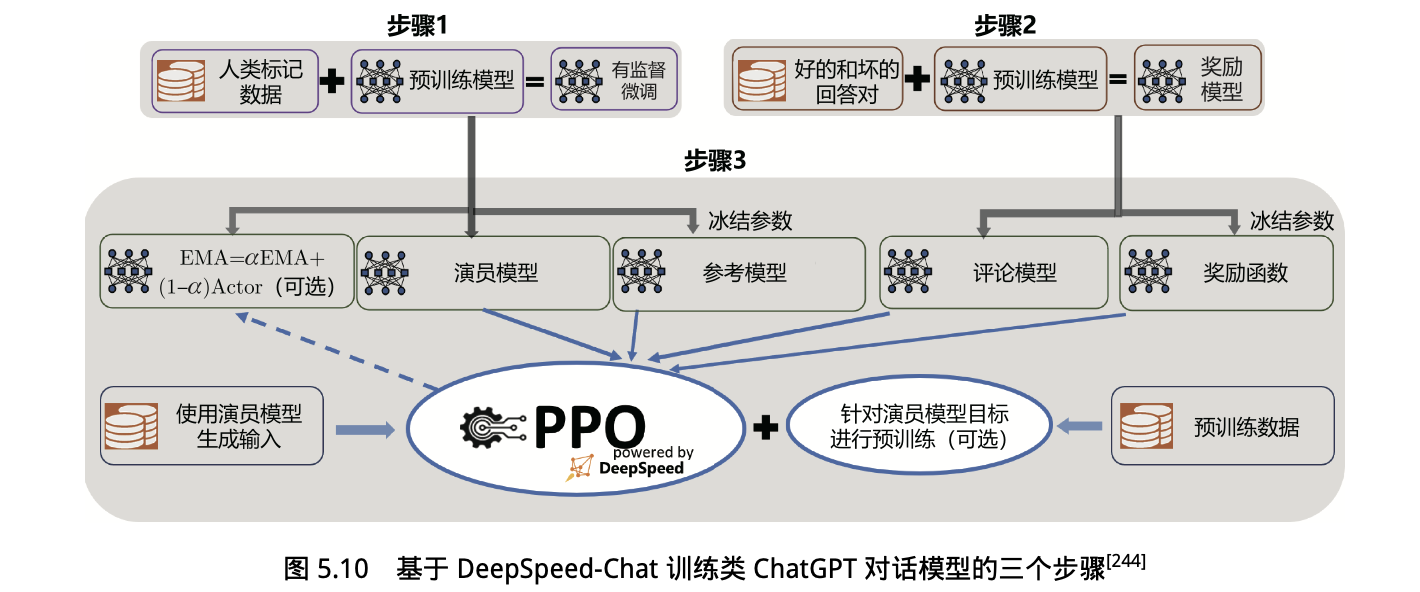 步骤1
步骤2
人类标记
数据
+
预训练模型
=
有监督
微调
好的和坏的
回答对
+
预训练模型
=
奖励
模型
步骤3
冰结参数
冰结参数
EMA=αEMA+
(1–α)Actor（可选）
演员模型
参考模型
评论模型
奖励函数
使用演员模型
生成输入
PPO
powered by
DeepSpeed
+
针对演员模型目标
进行预训练（可选）
预训练数据
图 5.10 基于 DeepSpeed-Chat 训练类 ChatGPT 对话模型的三个步骤[244]